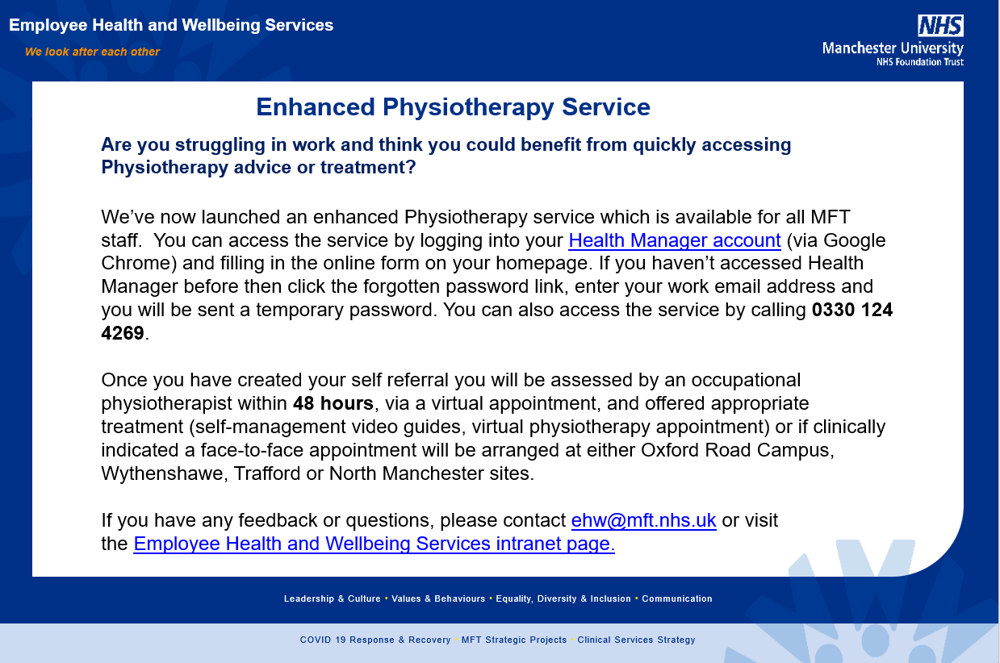 Employee Health and Wellbeing Services
We look after each other
NHS
Manchester University
NHS Foundation Trust
Enhanced Physiotherapy Service
Are you struggling in work and think you could benefit from quickly accessing
Physiotherapy advice or treatment?
We’ve now launched an enhanced Physiotherapy service which is available for all MFT
staff.  You can access the service by logging into your Health Manager account (via Google
Chrome) and filling in the online form on your homepage. If you haven’t accessed Health
Manager before then click the forgotten password link, enter your work email address and
you will be sent a temporary password. You can also access the service by calling 0330 124
4269.
Once you have created your self referral you will be assessed by an occupational
physiotherapist within 48 hours, via a virtual appointment, and offered appropriate
treatment (self-management video guides, virtual physiotherapy appointment) or if clinically
indicated a face-to-face appointment will be arranged at either Oxford Road Campus,
Wythenshawe, Trafford or North Manchester sites.
If you have any feedback or questions, please contact ehw@mft.nhs.uk or visit
the Employee Health and Wellbeing Services intranet page.
Leadership & Culture • Values & Behaviours • Equality, Diversity & Inclusion • Communication
COVID 19 Response & Recovery • MFT Strategic Projects • Clinical Services Strategy